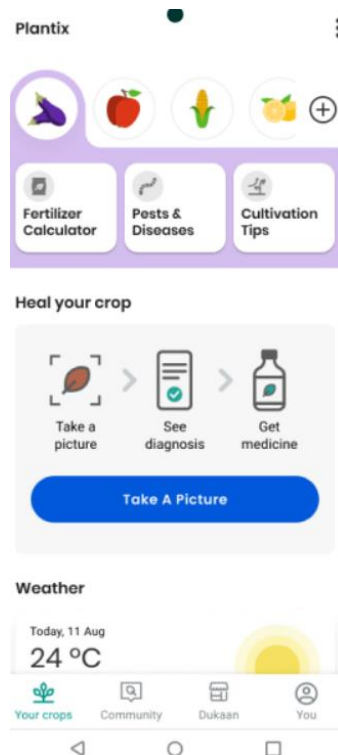 Plantix
Fertilizer
Calculator
Pests &
Diseases
Cultivation
Tips
Heal your crop
Take a
picture
See
diagnosis
Get
medicine
Take A Picture
Weather
Today, 11 Aug
24 ºC
Your crops
Community
Dukaan
You